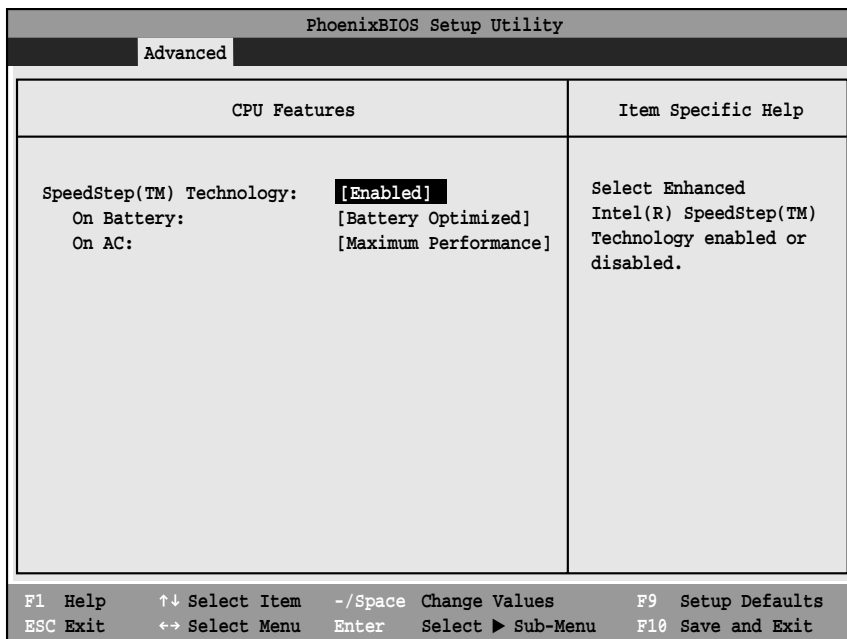 PhoenixBIOS Setup Utility
Advanced
CPU Features
Item Specific Help
SpeedStep(TM) Technology: [Enabled]
On Battery: [Battery Optimized]
On AC: [Maximum Performance]
Select Enhanced
Intel(R) SpeedStep(TM)
Technology enabled or
disabled.
F1 Help ↑↓ Select Item -/Space Change Values F9 Setup Defaults
ESC Exit ←→ Select Menu Enter Select ▶ Sub-Menu F10 Save and Exit